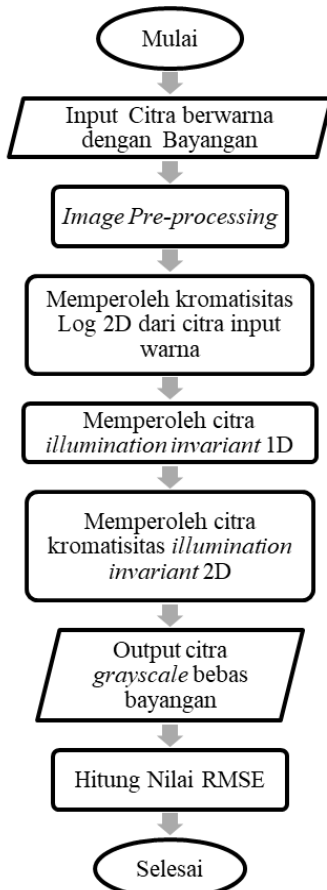 Mulai
Input Citra berwarna
dengan Bayangan
Image Pre-processing
Memperoleh kromatisitas
Log 2D dari citra input
warna
Memperoleh citra
illumination invariant 1D
Memperoleh citra
kromatisitas illumination
invariant 2D
Output citra
grayscale bebas
bayangan
Hitung Nilai RMSE
Selesai